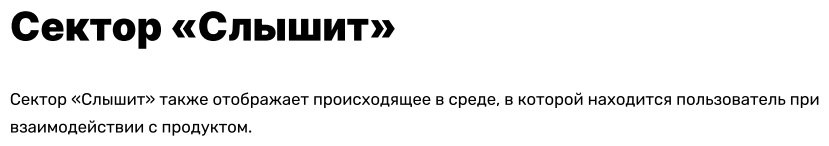 Сектор «Слышит»
Сектор «Слышит» также отображает происходящее в среде, в которой находится пользователь при
взаимодействии с продуктом.